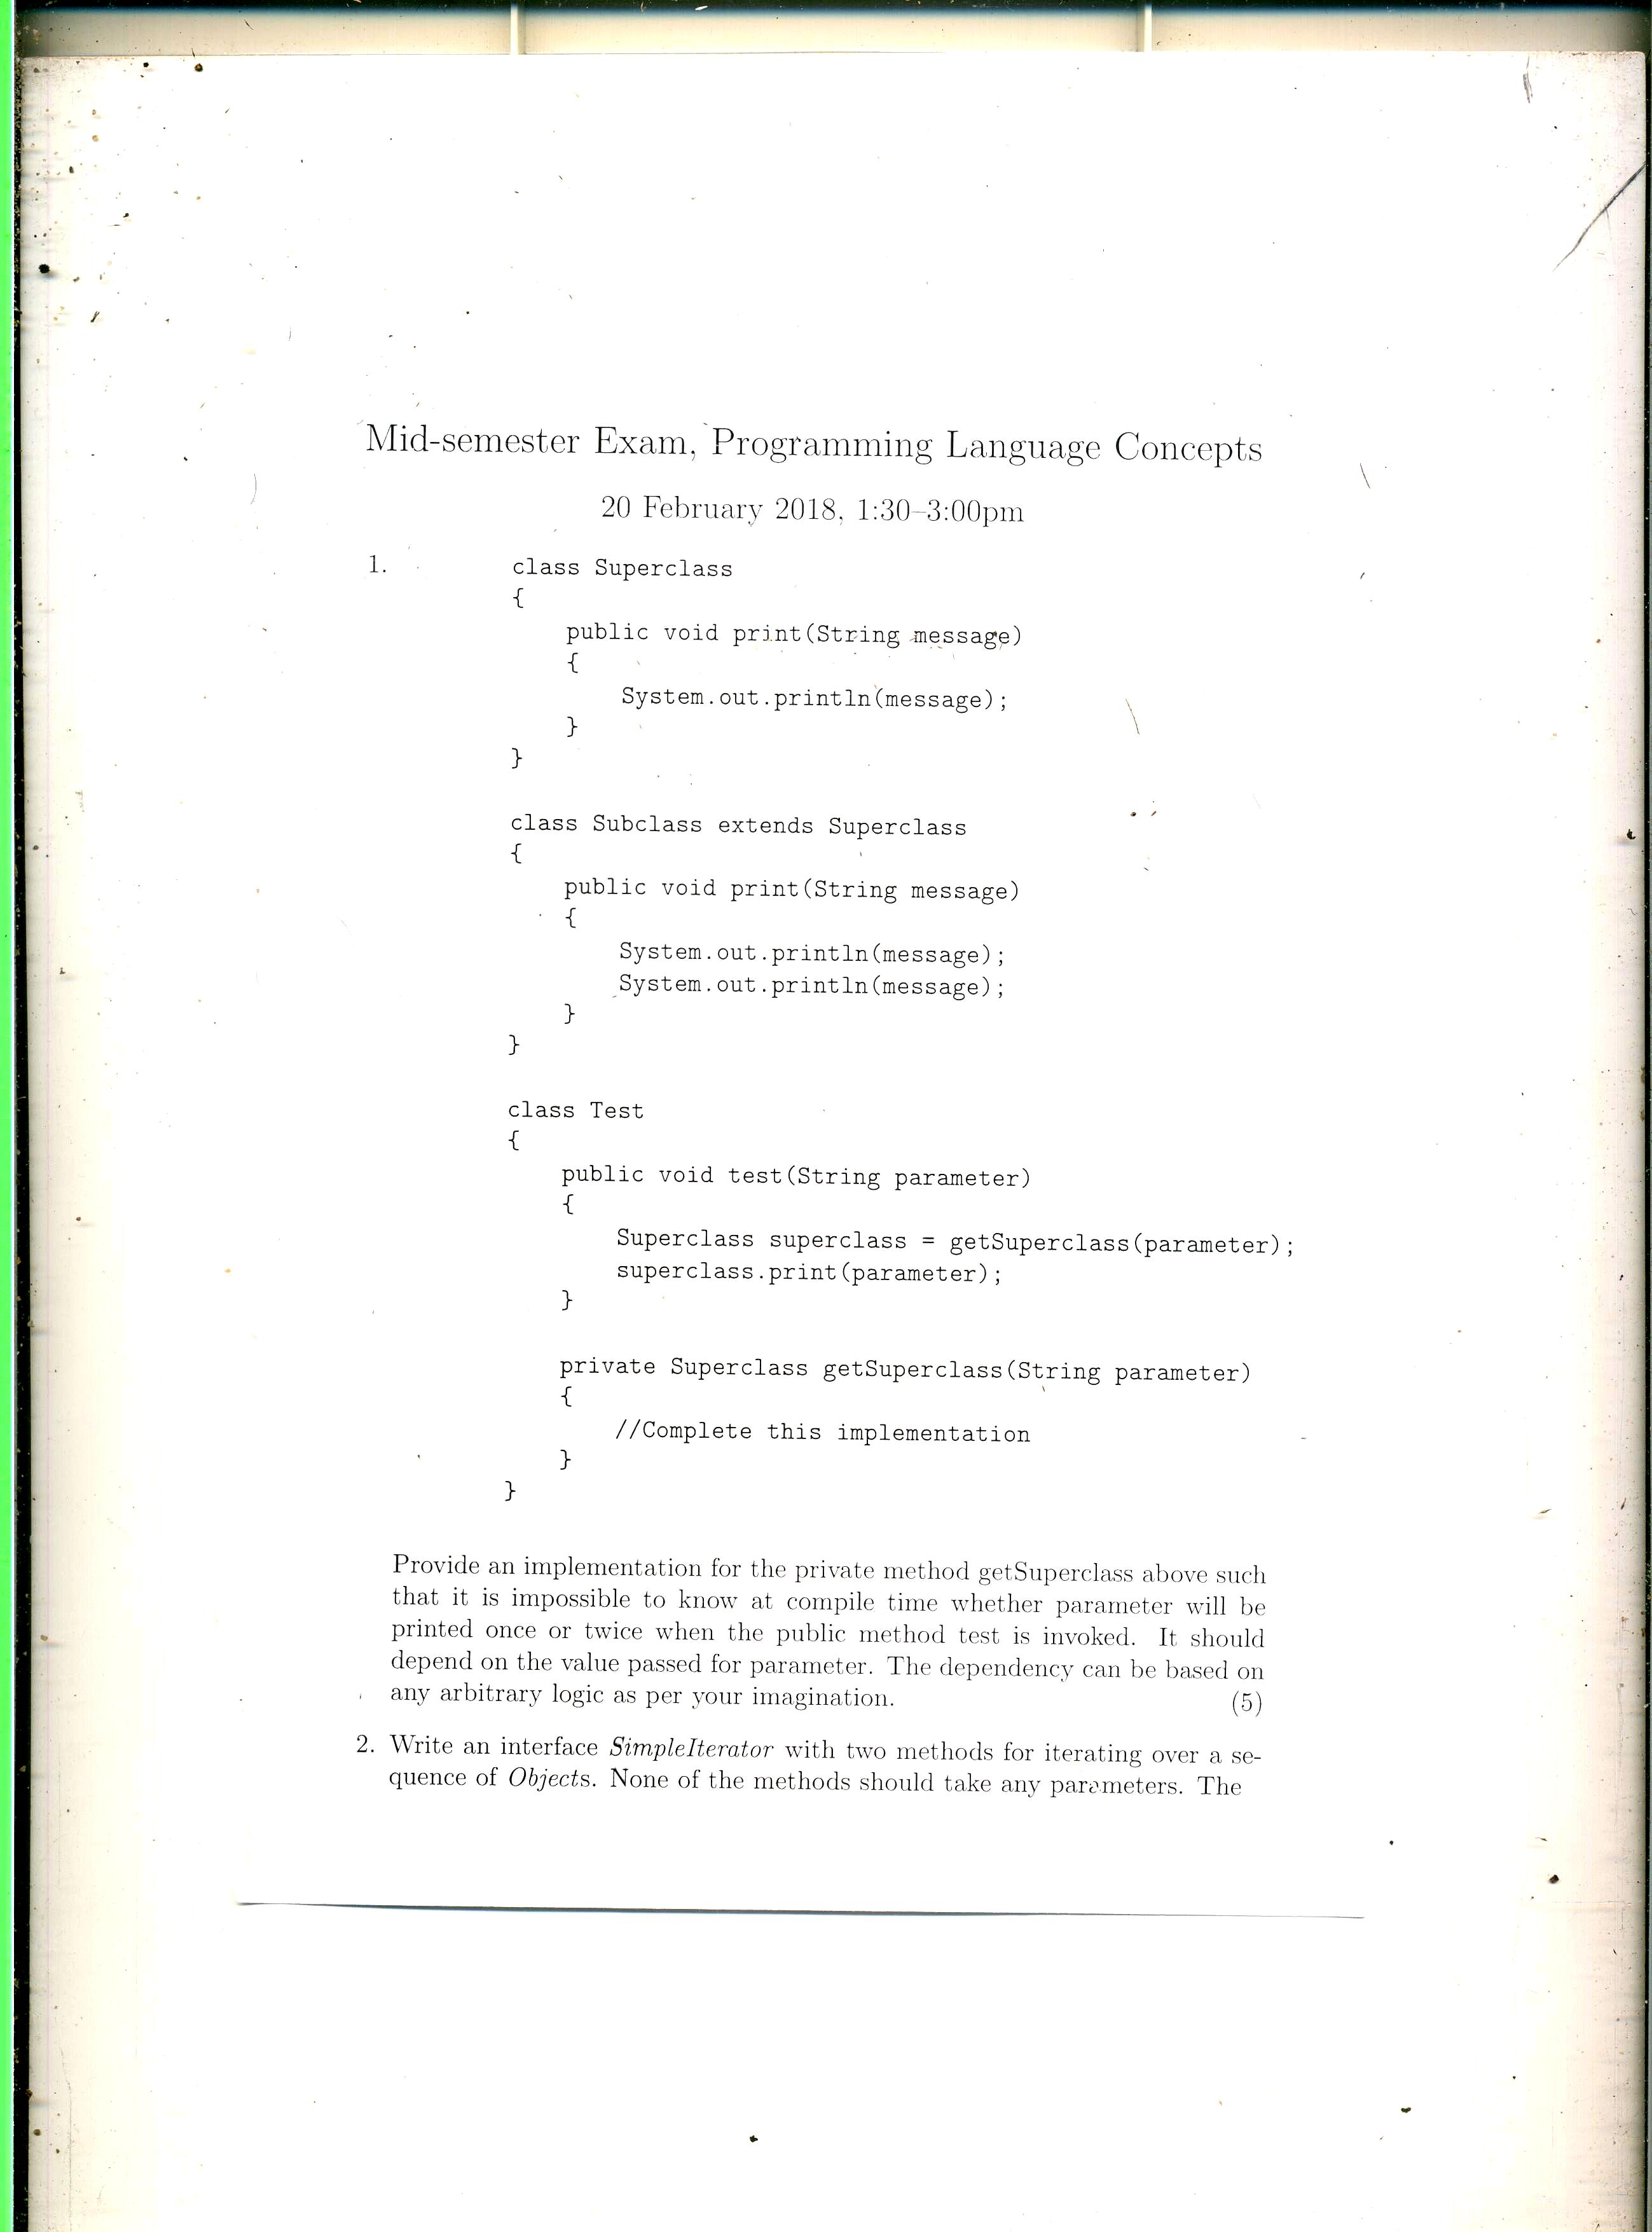 Mid-semester Exam, Programming Language Concepts
20 February 2018, 1:30–3:00pm
1. class Superclass
{
public void print(String message)
{
System.out.println(message);
}
}
class Subclass extends Superclass
{
public void print(String message)
{
System.out.println(message);
System.out.println(message);
}
}
class Test
{
public void test(String parameter)
{
Superclass superclass = getSuperclass(parameter);
superclass.print(parameter);
}
private Superclass getSuperclass(String parameter)
{
//Complete this implementation
}
}
Provide an implementation for the private method getSuperclass above such
that it is impossible to know at compile time whether parameter will be
printed once or twice when the public method test is invoked. It should
depend on the value passed for parameter. The dependency can be based on
any arbitrary logic as per your imagination. (5)
2. Write an interface SimpleIterator with two methods for iterating over a se-
quence of Objects. None of the methods should take any parameters. The